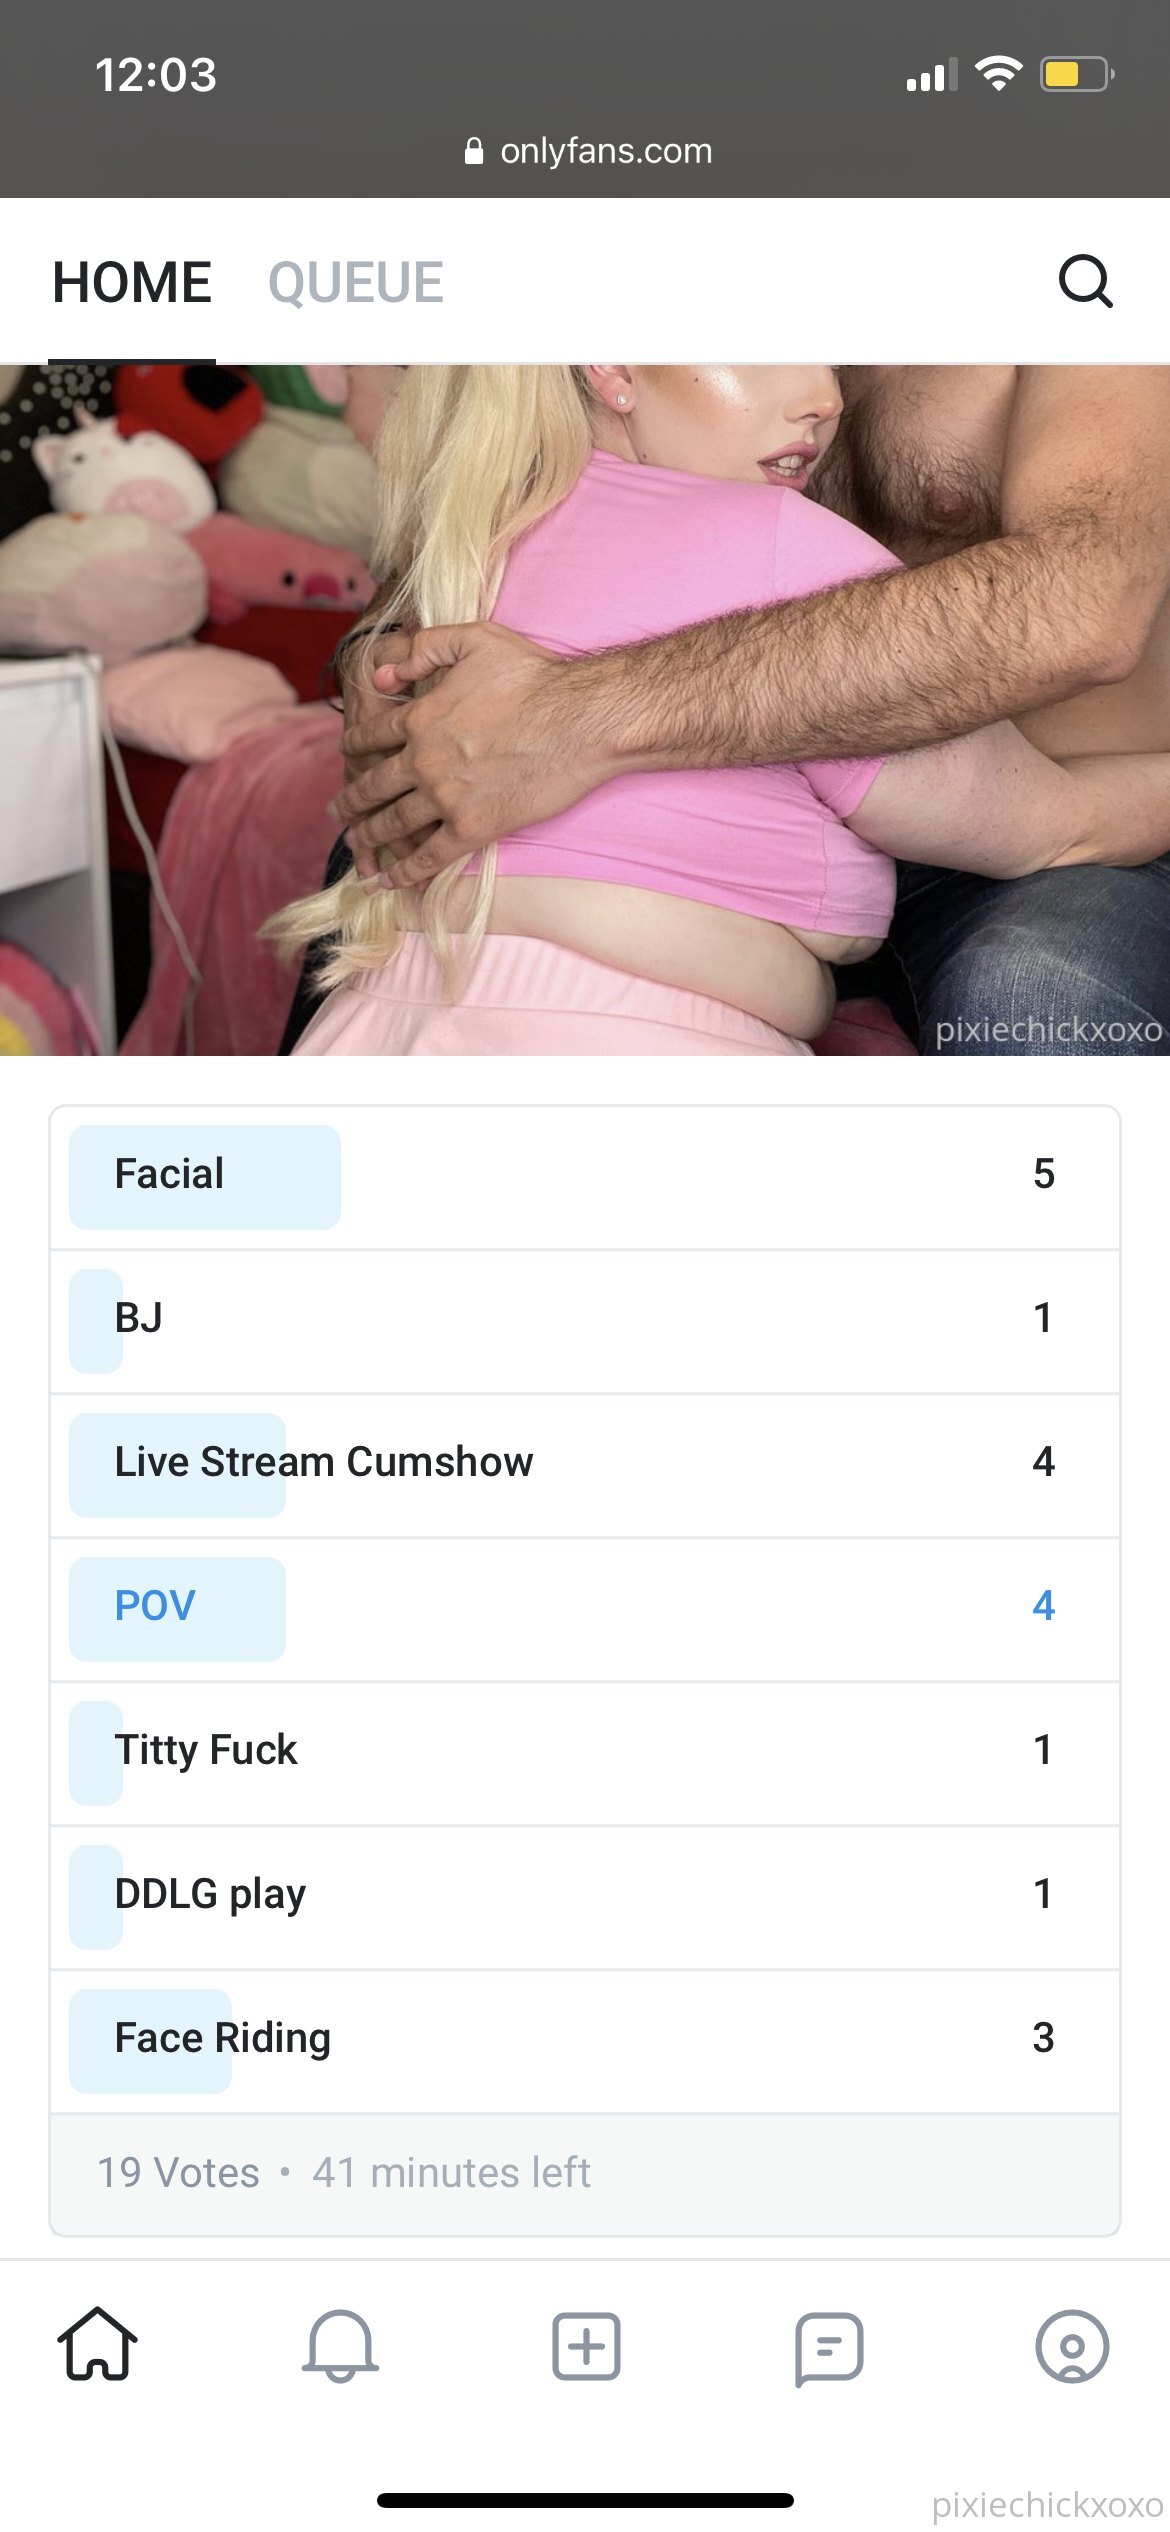 12:03
onlyfans.com
HOME QUEUE
pixiechickxoxo
Facial 5
BJ 1
Live Stream Cumshow 4
POV 4
Titty Fuck 1
DDLG play 1
Face Riding 3
19 Votes • 41 minutes left
pixiechickxoxo